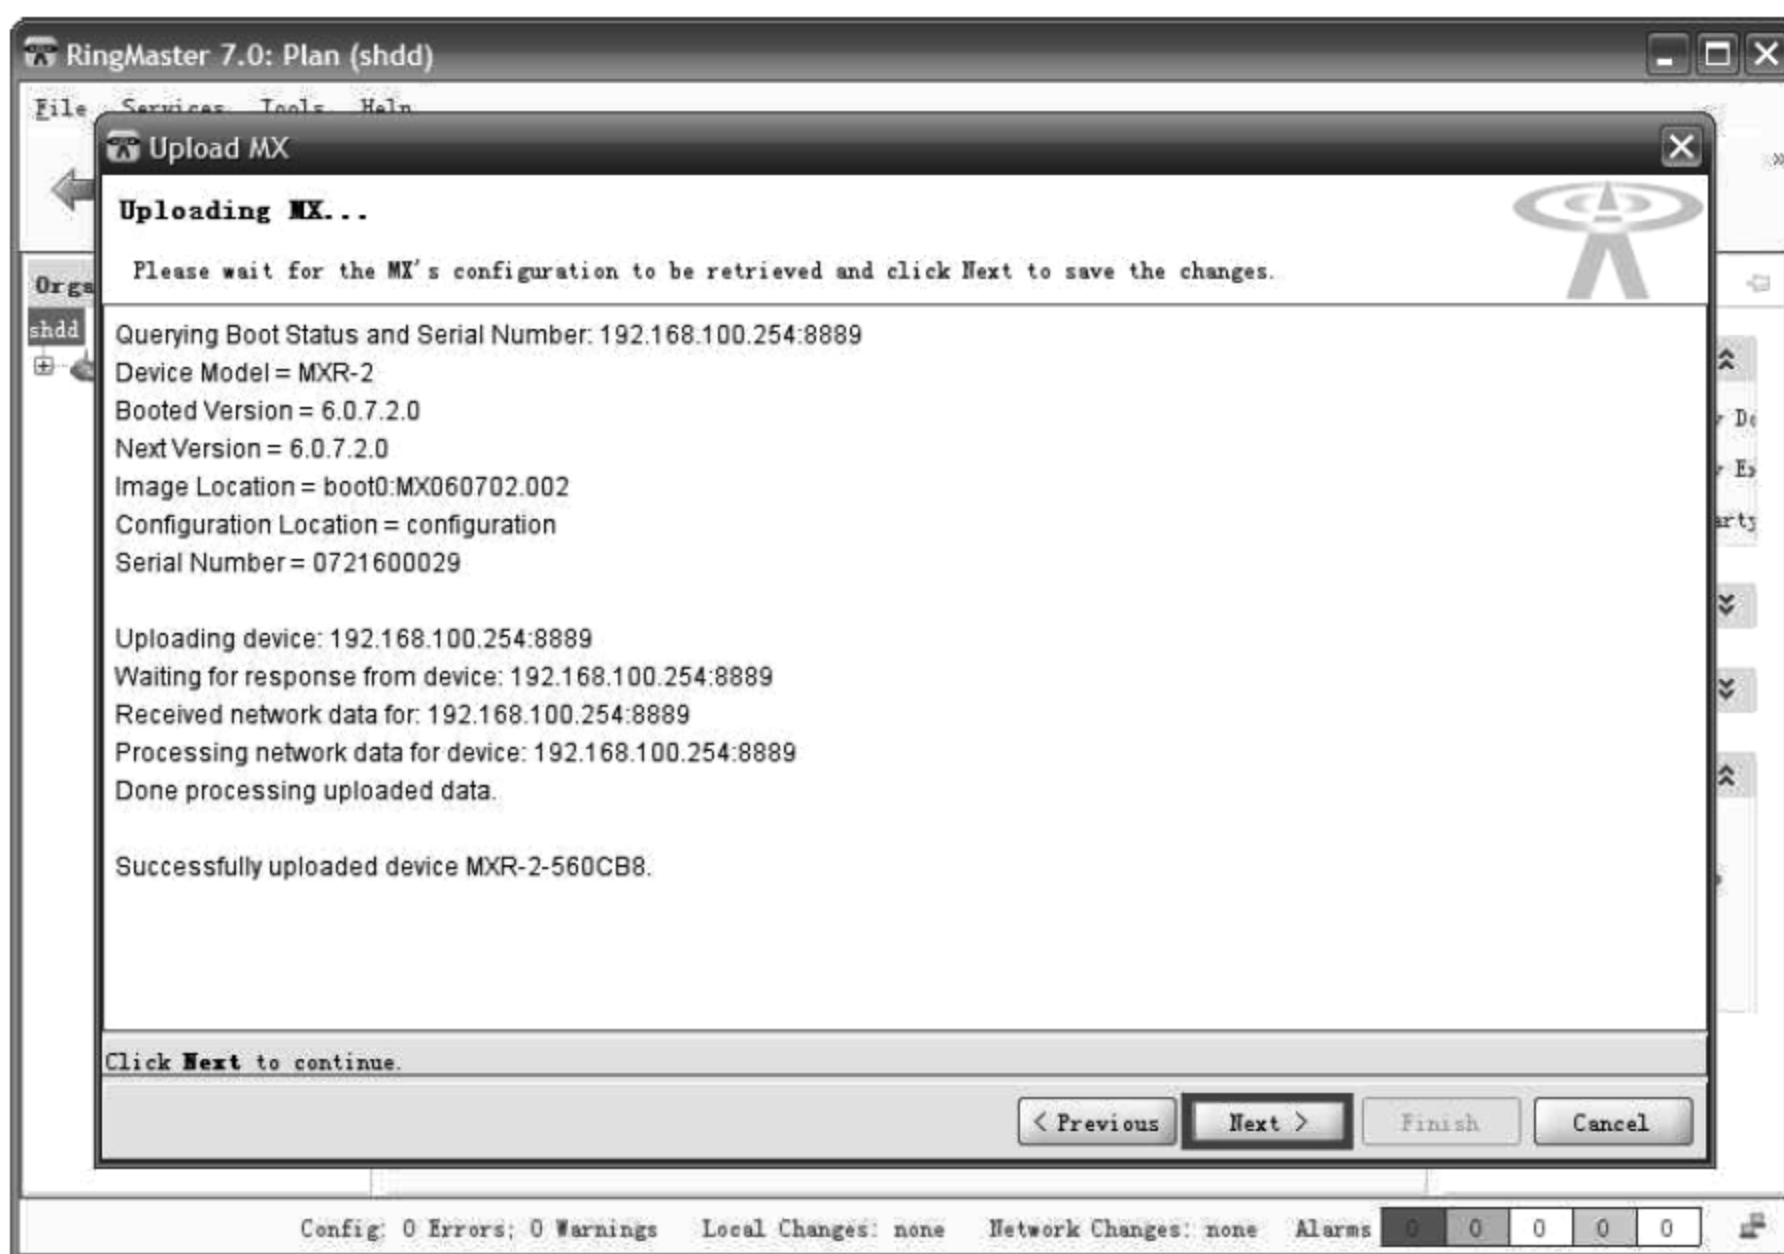 RingMaster 7.0: Plan (shdd)
File Services Tools Help
Upload MX
Uploading MX...
Please wait for the MX's configuration to be retrieved and click Next to save the changes.
shdd
Querying Boot Status and Serial Number: 192.168.100.254:8889
Device Model = MXR-2
Booted Version = 6.0.7.2.0
Next Version = 6.0.7.2.0
Image Location = boot0:MX060702.002
Configuration Location = configuration
Serial Number = 0721600029
Uploading device: 192.168.100.254:8889
Waiting for response from device: 192.168.100.254:8889
Received network data for: 192.168.100.254:8889
Processing network data for device: 192.168.100.254:8889
Done processing uploaded data.
Successfully uploaded device MXR-2-560CB8.
Click Next to continue.
< Previous Next > Finish Cancel
Config: 0 Errors; 0 Warnings Local Changes: none Network Changes: none Alarms 0 0 0 0 0